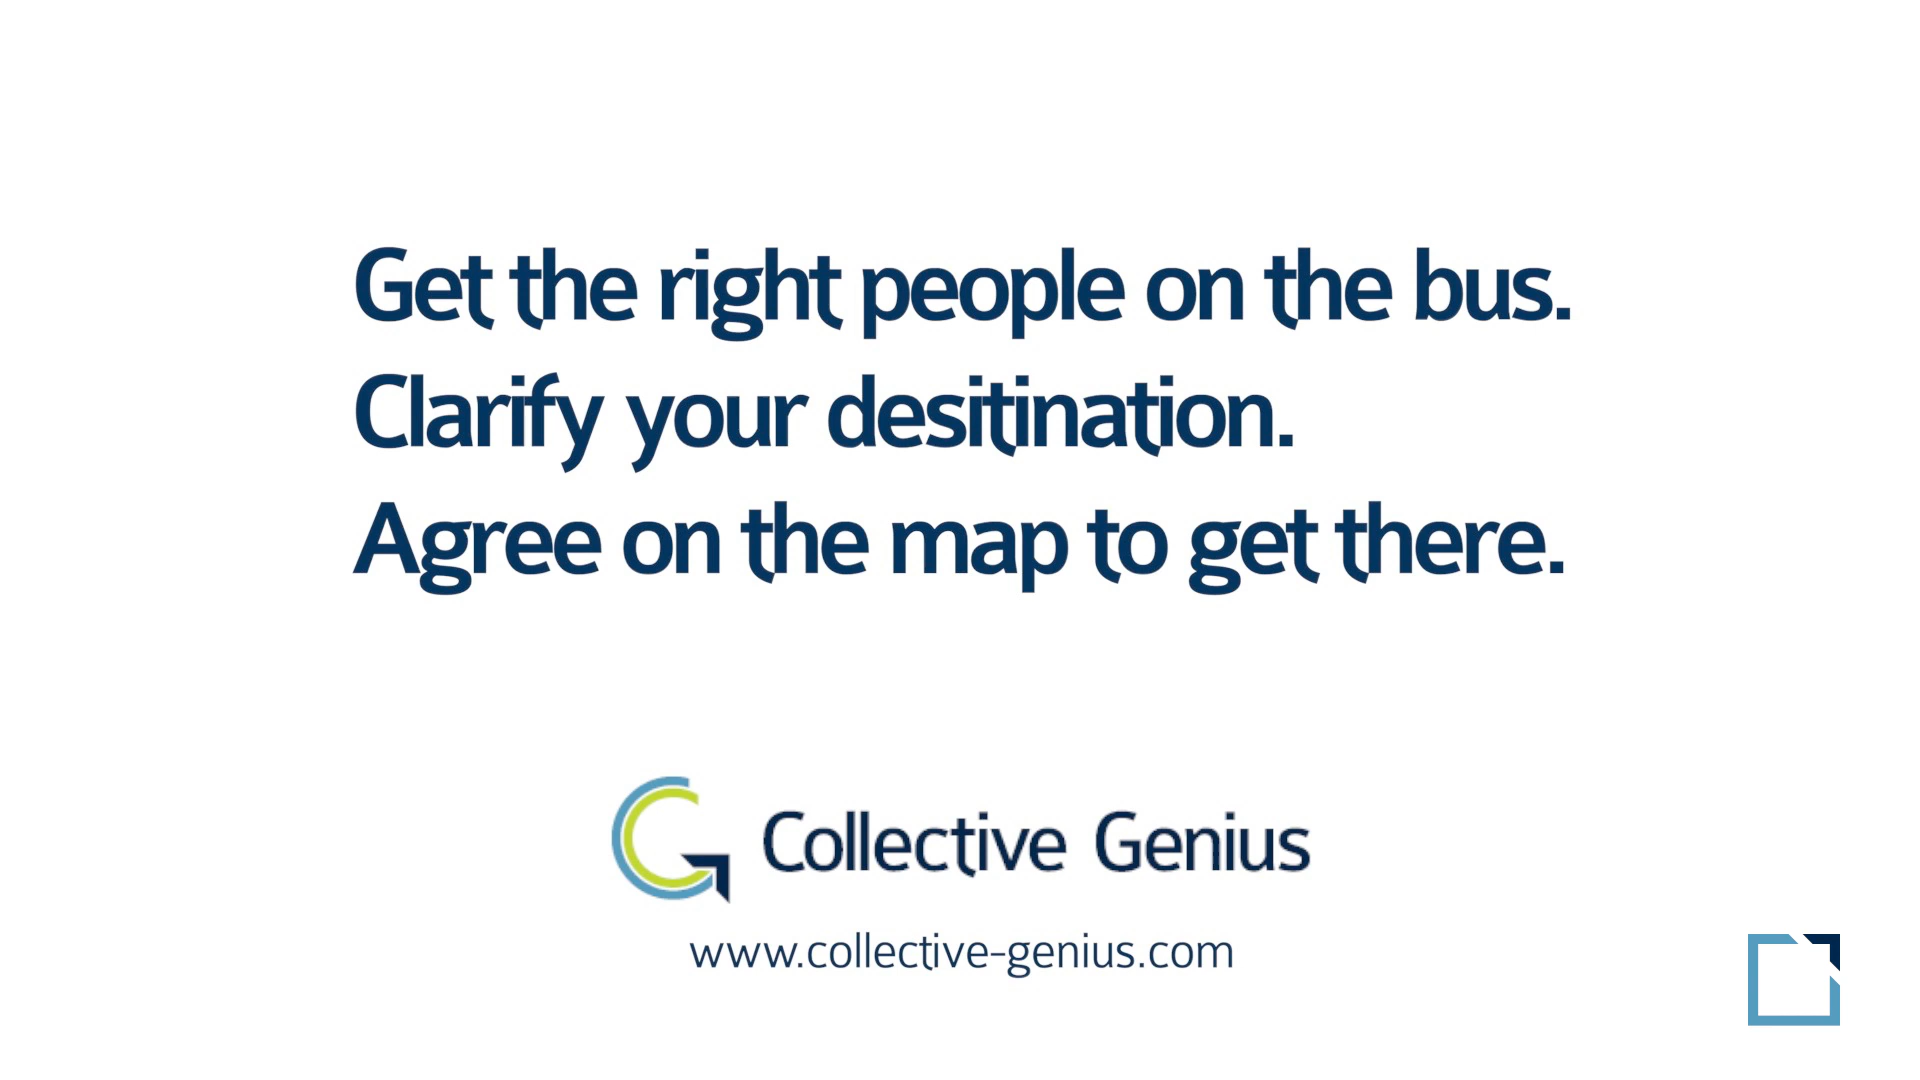 Get the right people on the bus.
Clarify your desitination.
Agree on the map to get there.
Collective Genius
www.collective-genius.com